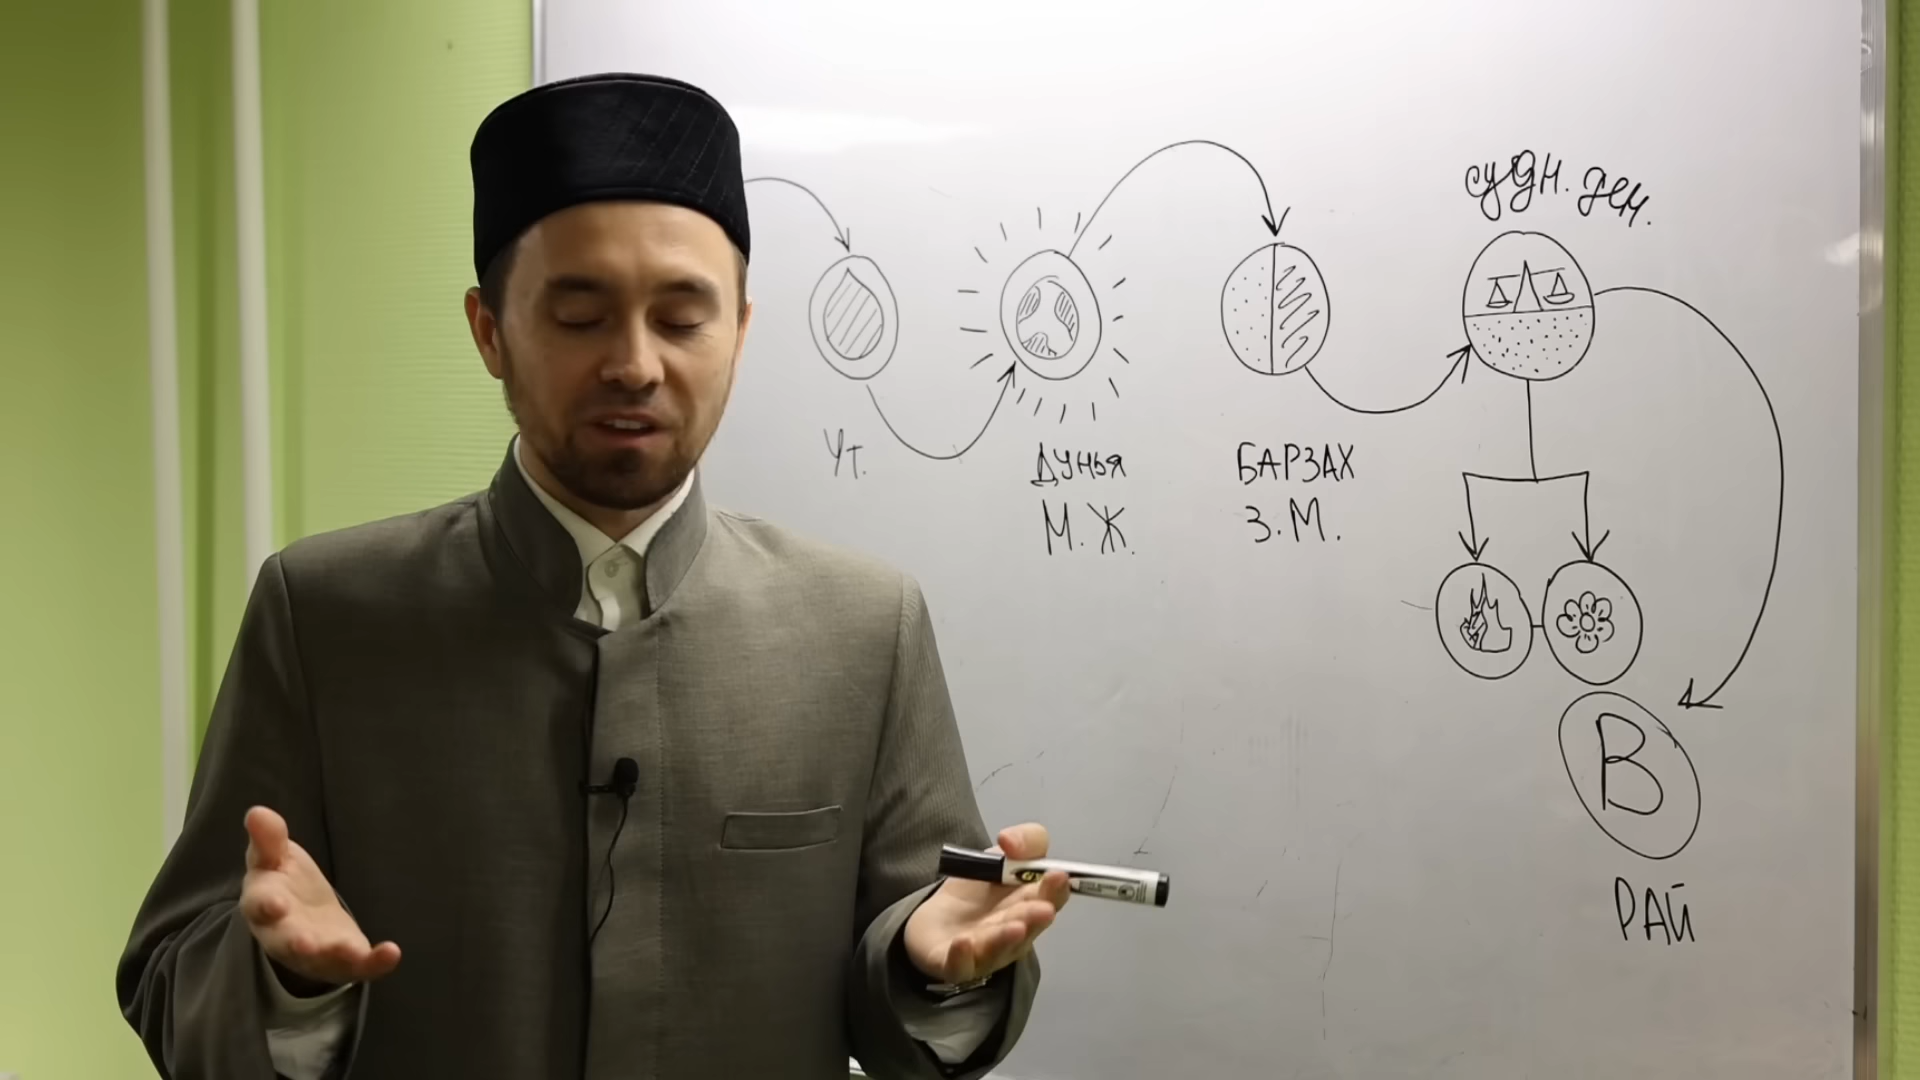 судн. ден.
Ут.
ДУНЬЯ
М. Ж.
БАРЗАХ
З. М.
В
РАЙ